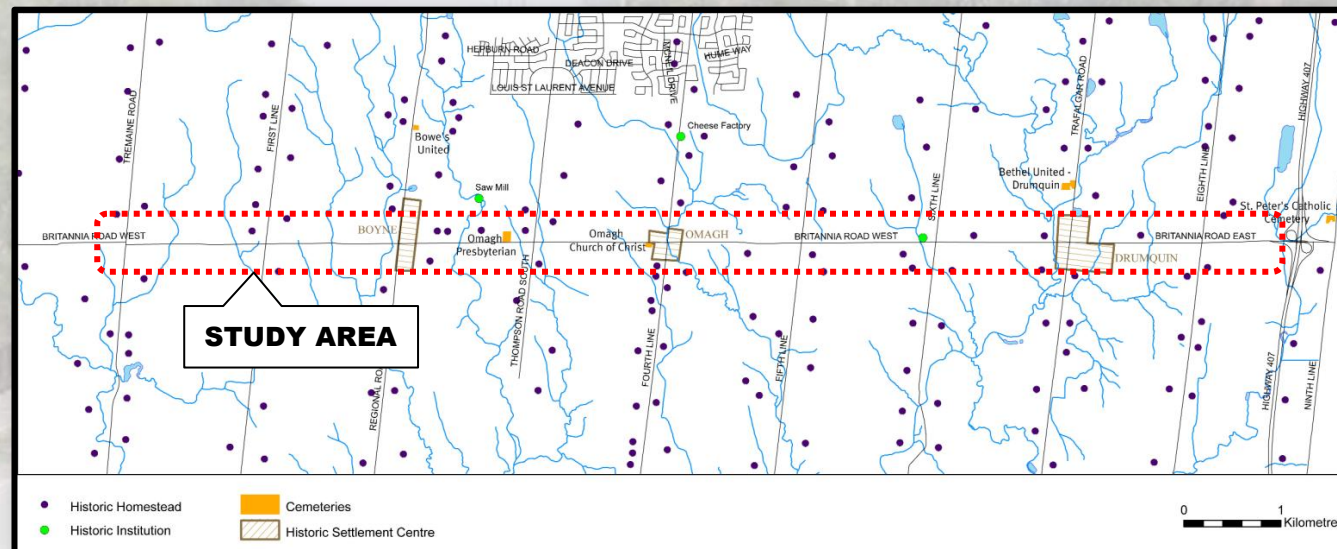 HEPBURN ROAD
DEACON DRIVE
LOUIS ST LAURENT AVENUE
HUME WAY
TREMAINE ROAD
FIRST LINE
TRAFALGAR ROAD
HIGHWAY 407
Cheese Factory
Bowe's
United
Saw Mill
Bethel United -
Drumquin
SIXTH LINE
EIGHTH LINE
St. Peter's Catholic
Cemetery
BRITANNIA ROAD WEST
BOYNE
Omagh
Presbyterian
Omagh
Church of Christ
OMAGH
BRITANNIA ROAD WEST
BRITANNIA ROAD EAST
DRUMQUIN
STUDY AREA
THOMPSON ROAD SOUTH
REGIONAL
FOURTH LINE
FIFTH LINE
HIGHWAY 407
NINTH LINE
Historic Homestead
Cemeteries
Historic Institution
Historic Settlement Centre
0 1
Kilometre